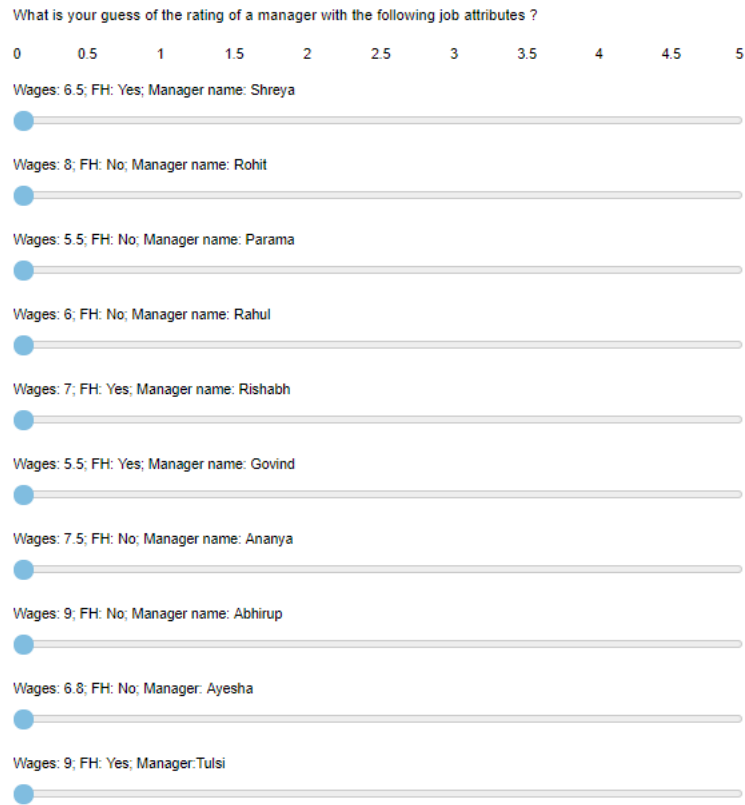 What is your guess of the rating of a manager with the following job attributes ?
0 0.5 1 1.5 2 2.5 3 3.5 4 4.5 5
Wages: 6.5; FH: Yes; Manager name: Shreya
Wages: 8; FH: No; Manager name: Rohit
Wages: 5.5; FH: No; Manager name: Parama
Wages: 6; FH: No; Manager name: Rahul
Wages: 7; FH: Yes; Manager name: Rishabh
Wages: 5.5; FH: Yes; Manager name: Govind
Wages: 7.5; FH: No; Manager name: Ananya
Wages: 9; FH: No; Manager name: Abhirup
Wages: 6.8; FH: No; Manager: Ayesha
Wages: 9; FH: Yes; Manager:Tulsi